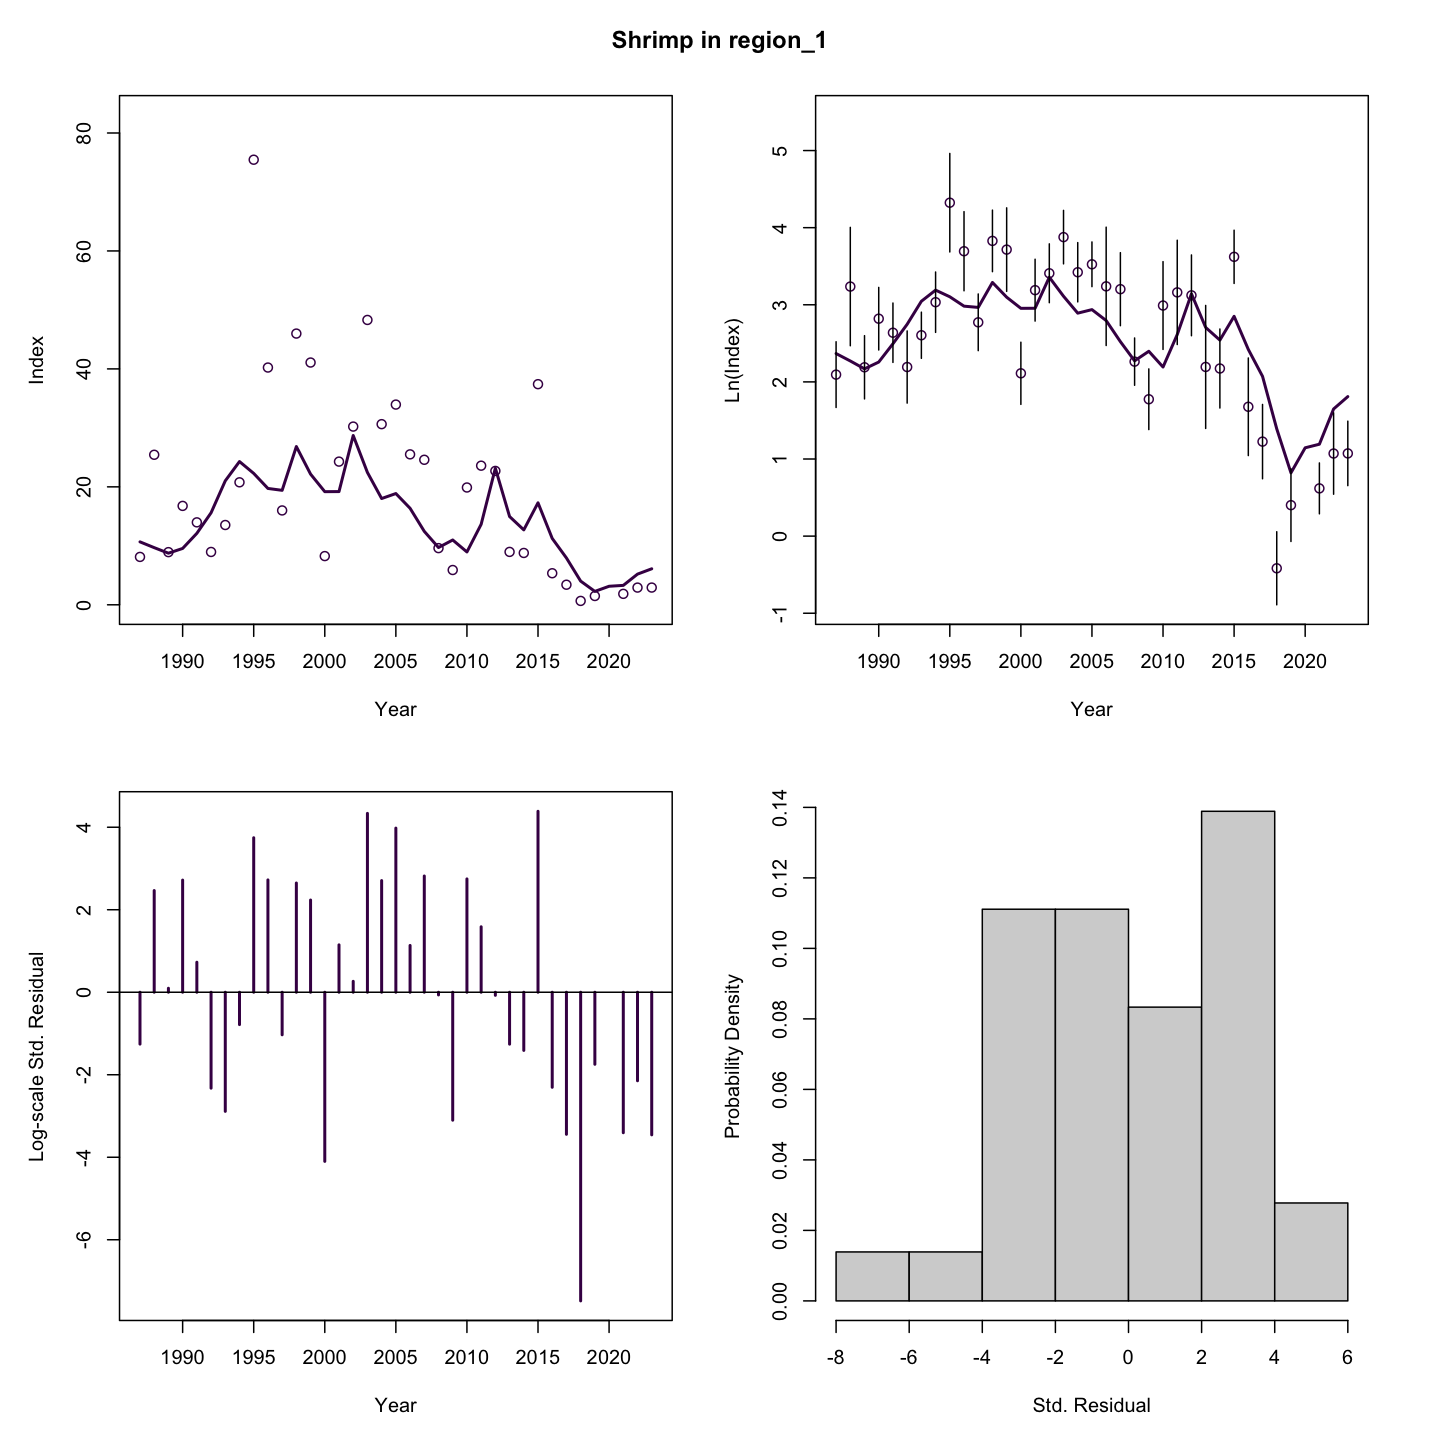 Shrimp in region_1
Index
80
60
40
20
0
1990 1995 2000 2005 2010 2015 2020
Year
Ln(Index)
5
4
3
2
1
0
-1
1990 1995 2000 2005 2010 2015 2020
Year
Log-scale Std. Residual
4
2
0
-2
-4
-6
1990 1995 2000 2005 2010 2015 2020
Year
Probability Density
0.14
0.12
0.10
0.08
0.06
0.04
0.02
0.00
-8 -6 -4 -2 0 2 4 6
Std. Residual